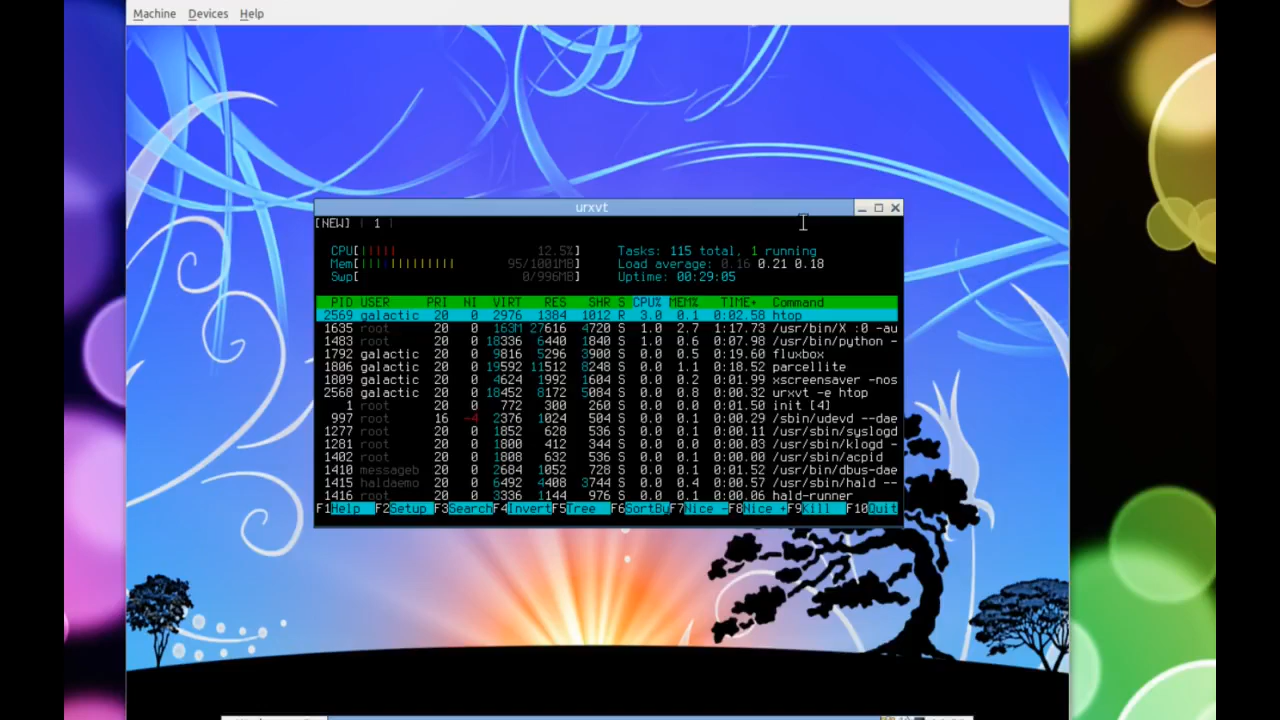 Machine Devices Help
urxvt
[NEW] | 1 |
CPU[||||| 12.5%] Tasks: 115 total, 1 running
Mem[|||||||||||||| 95/1001MB] Load average: 0.16 0.21 0.18
Swp[ 0/996MB] Uptime: 00:29:05
PID USER PRI NI VIRT RES SHR S CPU% MEM% TIME+ Command
2569 galactic 20 0 2976 1384 1012 R 3.0 0.1 0:02.58 htop
1635 root 20 0 163M 27616 4720 S 1.0 2.7 1:17.73 /usr/bin/X :0 -au
1483 root 20 0 18336 6440 1840 S 1.0 0.6 0:07.98 /usr/bin/python -
1792 galactic 20 0 9816 5296 3900 S 0.0 0.5 0:19.60 fluxbox
1806 galactic 20 0 19592 11512 8248 S 0.0 1.1 0:18.52 parcellite
1809 galactic 20 0 4624 1992 1604 S 0.0 0.2 0:01.99 xscreensaver -nos
2568 galactic 20 0 18452 8172 5084 S 0.0 0.8 0:00.32 urxvt -e htop
1 root 20 0 772 300 260 S 0.0 0.0 0:01.50 init [4]
997 root 16 -4 2376 1024 504 S 0.0 0.1 0:00.29 /sbin/udevd --dae
1277 root 20 0 1852 628 536 S 0.0 0.1 0:00.11 /usr/sbin/syslogd
1281 root 20 0 1800 412 344 S 0.0 0.0 0:00.03 /usr/sbin/klogd -
1402 root 20 0 1808 632 536 S 0.0 0.1 0:00.00 /usr/sbin/acpid
1410 messageb 20 0 2684 1052 728 S 0.0 0.1 0:01.52 /usr/bin/dbus-dae
1415 haldaemo 20 0 6492 4408 3744 S 0.0 0.4 0:00.57 /usr/sbin/hald --
1416 root 20 0 3336 1144 976 S 0.0 0.1 0:00.06 hald-runner
F1Help F2Setup F3Search F4Invert F5Tree F6SortBy F7Nice - F8Nice + F9Kill F10Quit